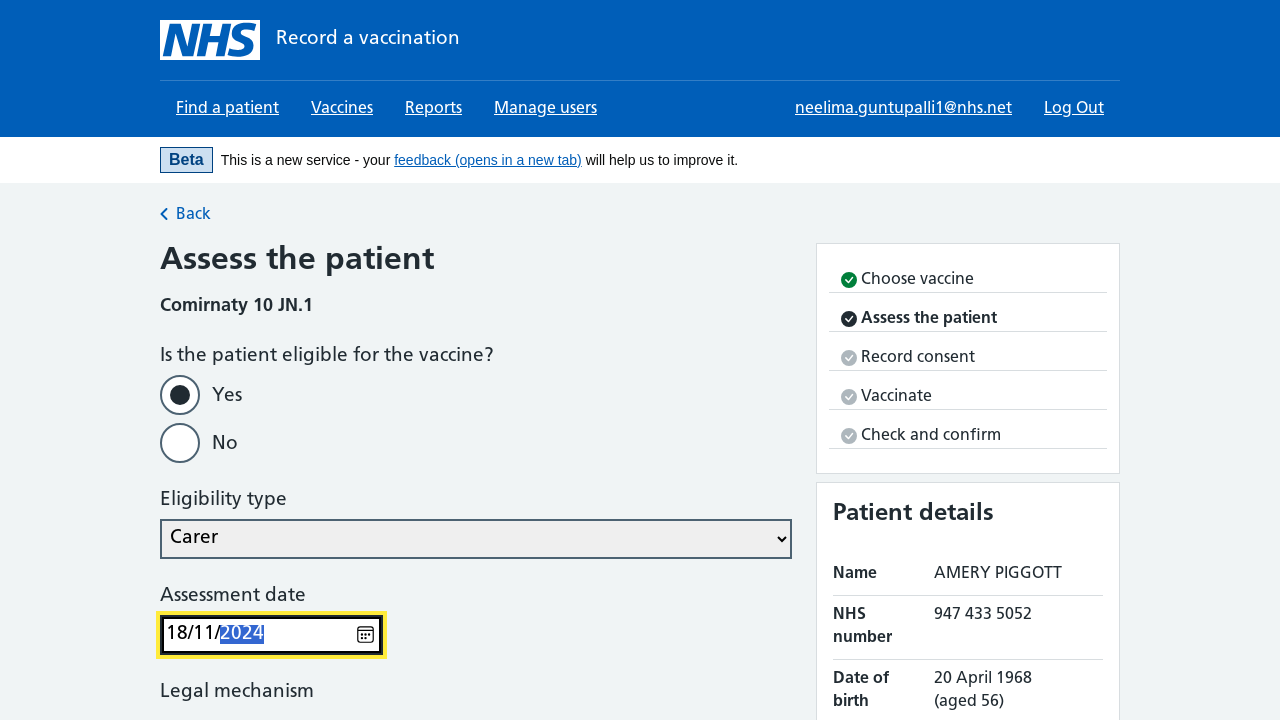 NHS Record a vaccination
Find a patient Vaccines Reports Manage users neelima.guntupalli1@nhs.net Log Out
Beta This is a new service - your feedback (opens in a new tab) will help us to improve it.
Back
Assess the patient
Comirnaty 10 JN.1
Is the patient eligible for the vaccine?
Yes
No
Eligibility type
Carer
Assessment date
18/11/2024
Legal mechanism
Choose vaccine
Assess the patient
Record consent
Vaccinate
Check and confirm
Patient details
Name AMERY PIGGOTT
NHS number 947 433 5052
Date of birth 20 April 1968 (aged 56)